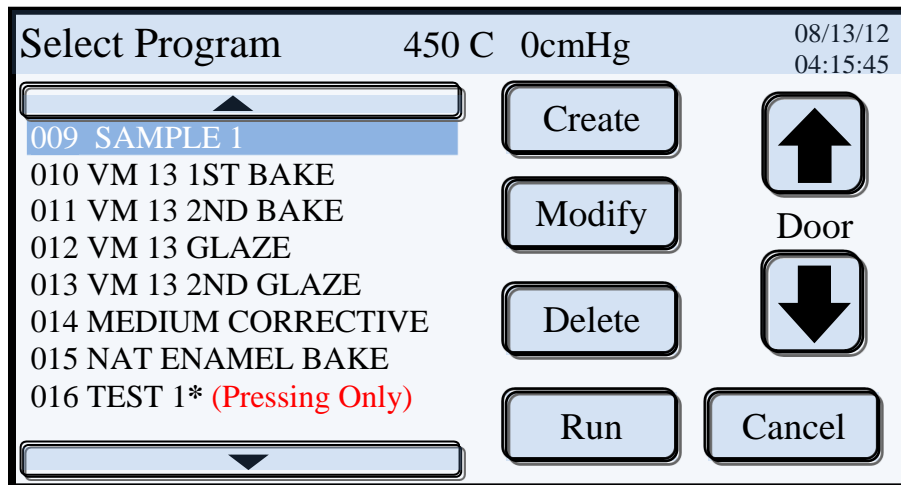 Select Program 450 C 0cmHg 08/13/12
04:15:45
009 SAMPLE 1
010 VM 13 1ST BAKE
011 VM 13 2ND BAKE
012 VM 13 GLAZE
013 VM 13 2ND GLAZE
014 MEDIUM CORRECTIVE
015 NAT ENAMEL BAKE
016 TEST 1* (Pressing Only)
Create
Modify
Delete
Run
Door
Cancel